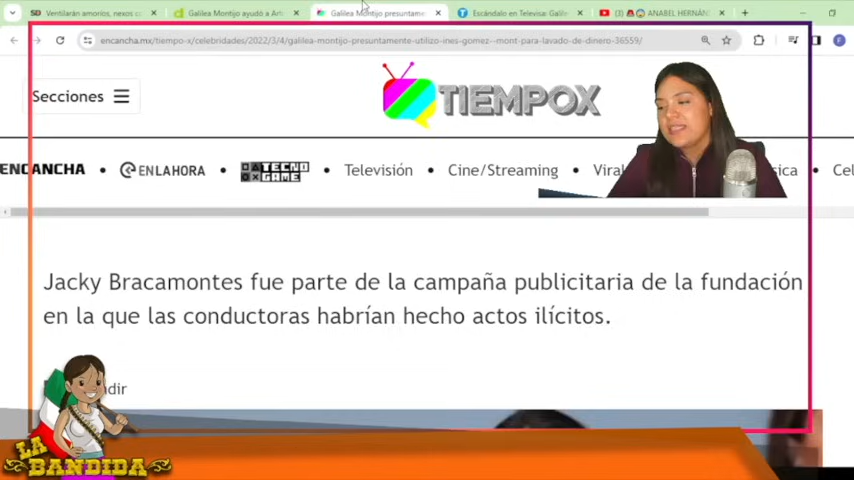 Ventilarán amoríos, nexos c
Galilea Montijo ayudó a Art
Galilea Montijo presuntame
Escándalo en Televisa: Galile
(3) ANABEL HERNÁN
encancha.mx/tiempo-x/celebridades/2022/3/4/galilea-montijo-presuntamente-utilizo-ines-gomez--mont-para-lavado-de-dinero-36559/
Secciones
TIEMPOX
ENCANCHA • ENLAHORA • TECNO GAME • Televisión • Cine/Streaming • Viral sica • Cel
Jacky Bracamontes fue parte de la campaña publicitaria de la fundación
en la que las conductoras habrían hecho actos ilícitos.
dir
LA
BANDIDA